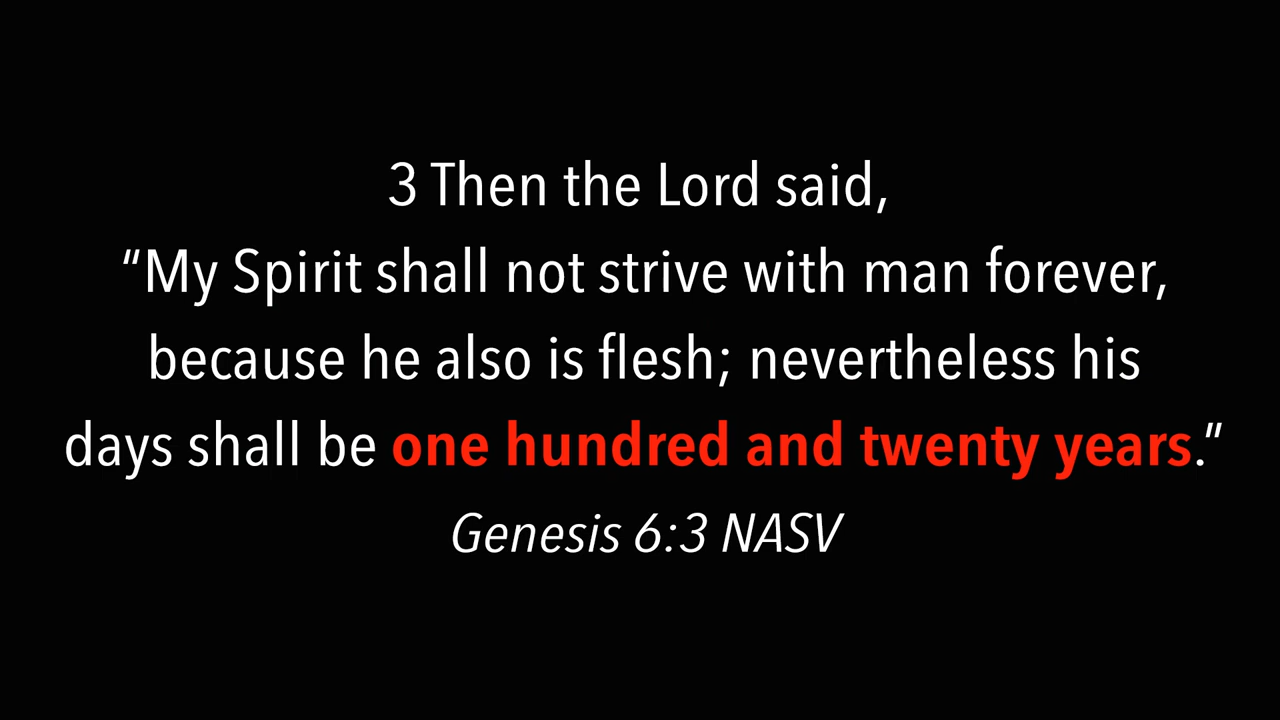 3 Then the Lord said,
“My Spirit shall not strive with man forever,
because he also is flesh; nevertheless his
days shall be one hundred and twenty years.”
Genesis 6:3 NASV